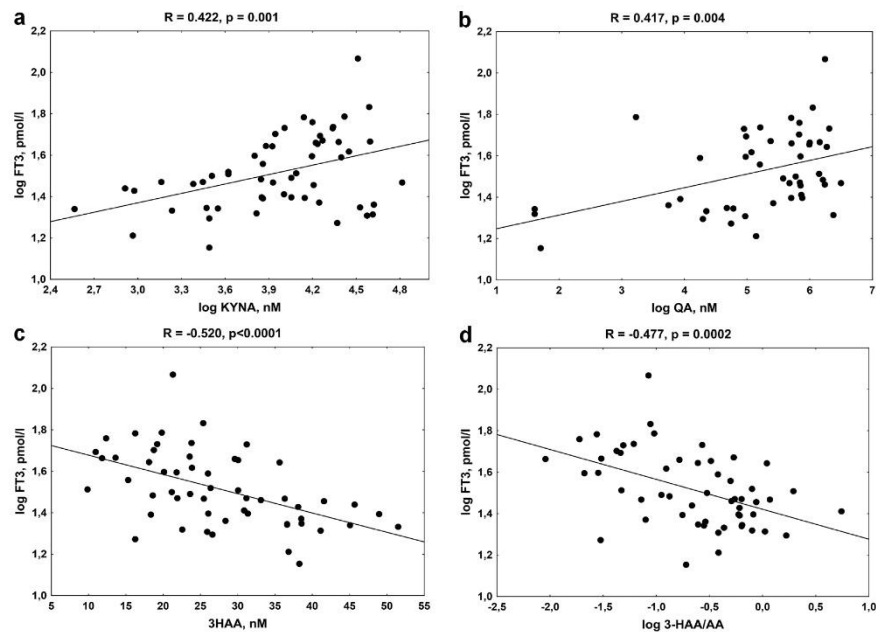 a
R = 0.422, p = 0.001
log FT3, pmol/l
2,2
2,0
1,8
1,6
1,4
1,2
1,0
2,4 2,7 3,0 3,3 3,6 3,9 4,2 4,5 4,8
log KYNA, nM
b
R = 0.417, p = 0.004
log FT3, pmol/l
2,2
2,0
1,8
1,6
1,4
1,2
1,0
1 2 3 4 5 6 7
log QA, nM
c
R = -0.520, p<0.0001
log FT3, pmol/l
2,2
2,0
1,8
1,6
1,4
1,2
1,0
5 10 15 20 25 30 35 40 45 50 55
3HAA, nM
d
R = -0.477, p = 0.0002
log FT3, pmol/l
2,2
2,0
1,8
1,6
1,4
1,2
1,0
-2,5 -2,0 -1,5 -1,0 -0,5 0,0 0,5 1,0
log 3-HAA/AA